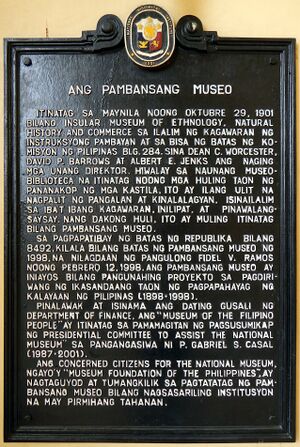 ANG PAMBANSANG MUSEO
ITINATAG SA MAYNILA NOONG OKTUBRE 29, 1901
BILANG INSULAR MUSEUM OF ETHNOLOGY, NATURAL
HISTORY AND COMMERCE SA ILALIM NG KAGAWARAN NG
INSTRUKSYONG PAMBAYAN AT SA BISA NG BATAS NG KO-
MISYON NG PILIPINAS BLG. 284. SINA DEAN C. WORCESTER,
DAVID P. BARROWS AT ALBERT E. JENKS ANG NAGING
MGA UNANG DIREKTOR. HIWALAY SA NAUNANG MUSEO-
BIBLIOTECA NA ITINATAG NOONG MGA HULING TAON NG
PANANAKOP NG MGA KASTILA, ITO AY ILANG ULIT NA
NAGPALIT NG PANGALAN AT KINALALAGYAN, ISINAILALIM
SA IBA'T IBANG KAGAWARAN, INILIPAT, AT PINAWALANG-
SAYSAY. NANG DAKONG HULI, ITO AY MULING ITINATAG
BILANG PAMBANSANG MUSEO.
SA PAGPAPATIBAY NG BATAS NG REPUBLIKA BILANG
8492, KILALA BILANG BATAS NG PAMBANSANG MUSEO NG
1998, NA NILAGDAAN NG PANGULONG FIDEL V. RAMOS
NOONG PEBRERO 12, 1998, ANG PAMBANSANG MUSEO AY
INIAYOS BILANG PANGUNAHING PROYEKTO SA PAGDIRI-
WANG NG IKASANDAANG TAON NG PAGPAPAHAYAG NG
KALAYAAN NG PILIPINAS (1898-1998).
PINALAWAK AT ISINAMA ANG DATING GUSALI NG
DEPARTMENT OF FINANCE, ANG "MUSEUM OF THE FILIPINO
PEOPLE" AY ITINATAG SA PAMAMAGITAN NG PAGSUSUMIKAP
NG PRESIDENTIAL COMMITTEE TO ASSIST THE NATIONAL
MUSEUM SA PANGANGASIWA NI P. GABRIEL S. CASAL
(1987-2001).
ANG CONCERNED CITIZENS FOR THE NATIONAL MUSEUM,
NGAYO'Y "MUSEUM FOUNDATION OF THE PHILIPPINES", AY
NAGTAGUYOD AT TUMANGKILIK SA PAGTATATAG NG PAM-
BANSANG MUSEO BILANG NAGSASARILING INSTITUSYON
NA MAY PIRMIHANG TAHANAN.